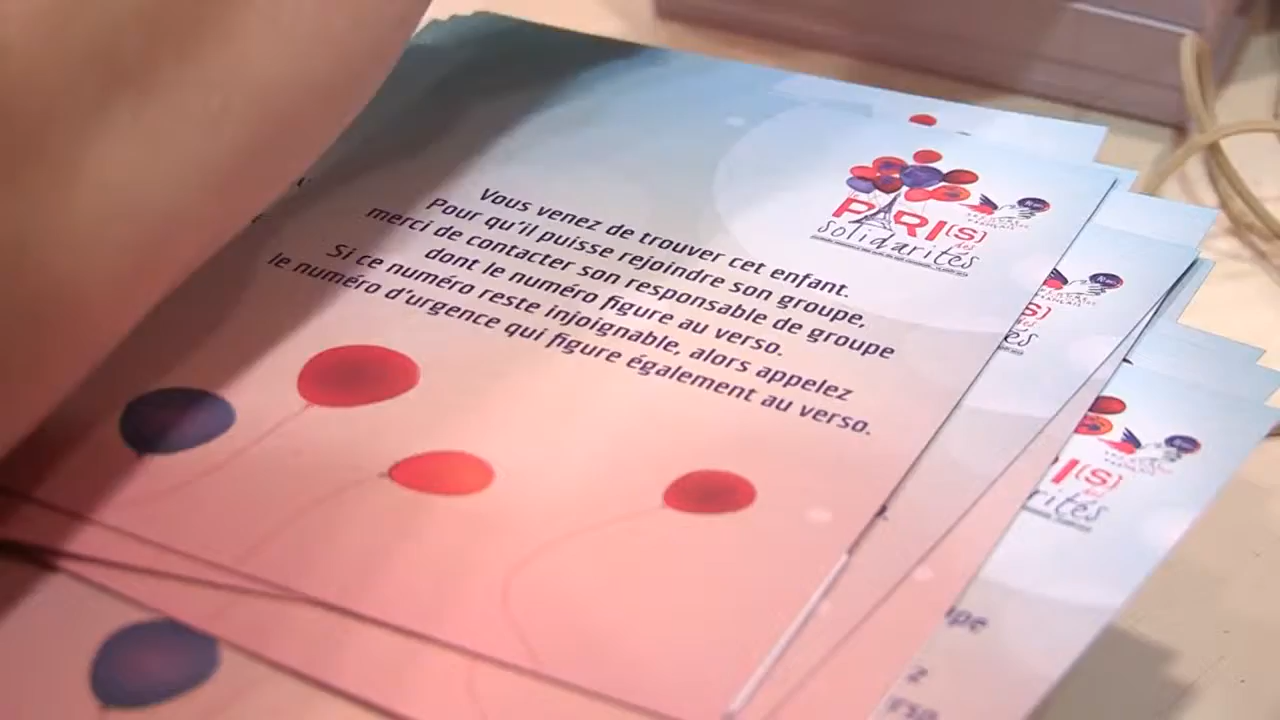 PARI(S)
des
solidarités
Vous venez de trouver cet enfant.
Pour qu'il puisse rejoindre son groupe,
merci de contacter son responsable de groupe
dont le numéro figure au verso.
Si ce numéro reste injoignable, alors appelez
le numéro d'urgence qui figure également au verso.